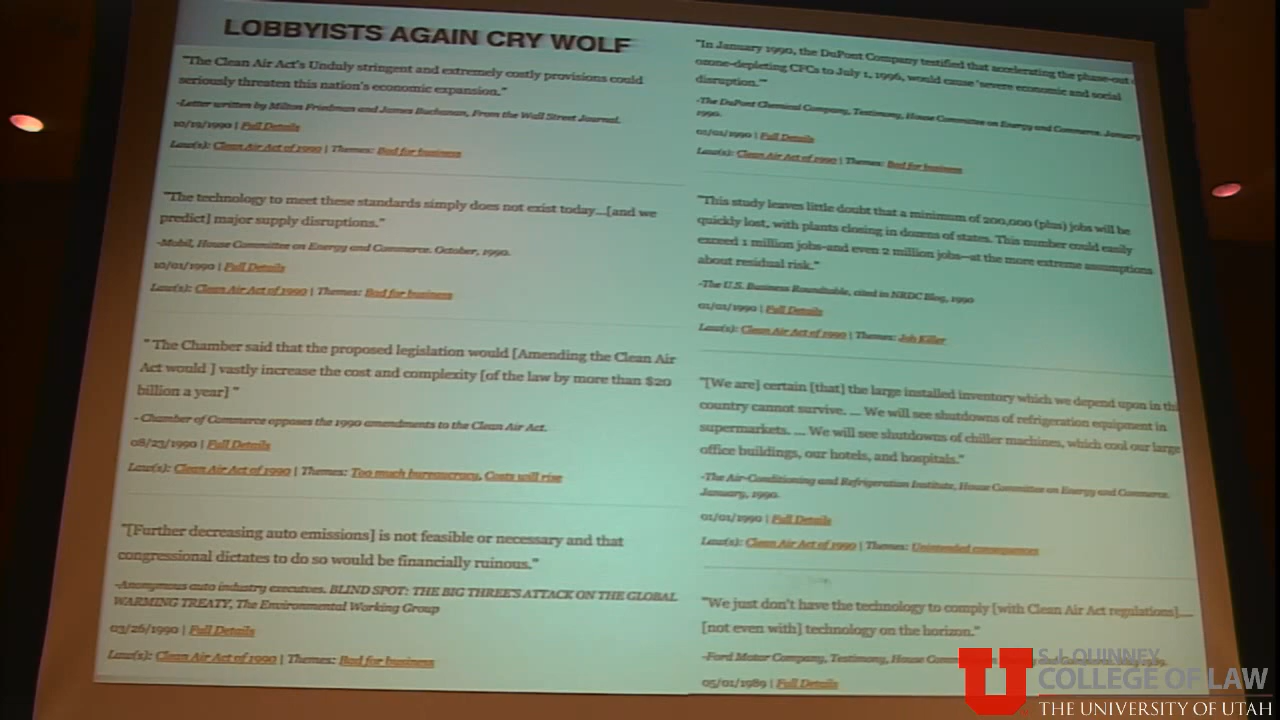 LOBBYISTS AGAIN CRY WOLF
"The Clean Air Act's Unduly stringent and extremely costly provisions could
seriously threaten this nation's economic expansion."
-Letter written by Milton Friedman and James Buchanan, From the Wall Street Journal.
10/19/1990 | Full Details
Law(s): Clean Air Act of 1990 | Themes: Bad for business
"The technology to meet these standards simply does not exist today...[and we
predict] major supply disruptions."
-Mobil, House Committee on Energy and Commerce. October, 1990.
10/01/1990 | Full Details
Law(s): Clean Air Act of 1990 | Themes: Bad for business
" The Chamber said that the proposed legislation would [Amending the Clean Air
Act would ] vastly increase the cost and complexity [of the law by more than $20
billion a year] "
- Chamber of Commerce opposes the 1990 amendments to the Clean Air Act.
08/23/1990 | Full Details
Law(s): Clean Air Act of 1990 | Themes: Too much bureaucracy, Costs will rise
"[Further decreasing auto emissions] is not feasible or necessary and that
congressional dictates to do so would be financially ruinous."
-Anonymous auto industry executives. BLIND SPOT: THE BIG THREE'S ATTACK ON THE GLOBAL
WARMING TREATY, The Environmental Working Group
03/26/1990 | Full Details
Law(s): Clean Air Act of 1990 | Themes: Bad for business
"In January 1990, the DuPont Company testified that accelerating the phase-out
ozone-depleting CFCs to July 1, 1996, would cause 'severe economic and social
disruption.'"
-The DuPont Chemical Company, Testimony, House Committee on Energy and Commerce. January
1990.
01/01/1990 | Full Details
Law(s): Clean Air Act of 1990 | Themes: Bad for business
"This study leaves little doubt that a minimum of 200,000 (plus) jobs will be
quickly lost, with plants closing in dozens of states. This number could easily
exceed 1 million jobs—and even 2 million jobs—at the more extreme assumptions
about residual risk."
-The U.S. Business Roundtable, cited in NRDC Blog, 1990
01/01/1990 | Full Details
Law(s): Clean Air Act of 1990 | Themes: Job Killer
"[We are] certain [that] the large installed inventory which we depend upon in
country cannot survive. ... We will see shutdowns of refrigeration equipment in
supermarkets. ... We will see shutdowns of chiller machines, which cool our large
office buildings, our hotels, and hospitals."
-The Air-Conditioning and Refrigeration Institute, House Committee on Energy and Commerce.
January, 1990.
01/01/1990 | Full Details
Law(s): Clean Air Act of 1990 | Themes: Unintended consequences
"We just don't have the technology to comply [with Clean Air Act regulations]....
[not even with] technology on the horizon."
-Ford Motor Company, Testimony, House
05/01/1989 | Full Details
S.J. QUINNEY
COLLEGE OF LAW
THE UNIVERSITY OF UTAH